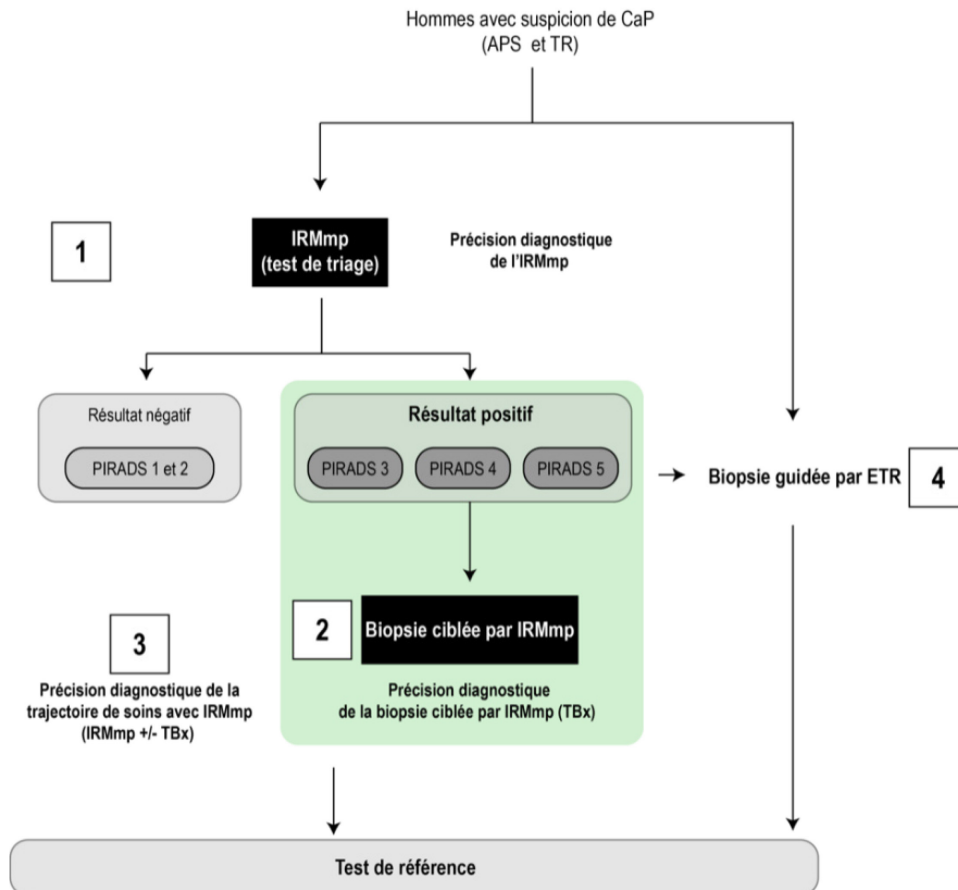 Hommes avec suspicion de CaP
(APS et TR)
1
IRMmp
(test de triage)
Précision diagnostique
de l'IRMmp
Résultat négatif
PIRADS 1 et 2
Résultat positif
PIRADS 3
PIRADS 4
PIRADS 5
Biopsie guidée par ETR
4
2
Biopsie ciblée par IRMmp
Précision diagnostique
de la biopsie ciblée par IRMmp (TBx)
3
Précision diagnostique de la
trajectoire de soins avec IRMmp
(IRMmp +/- TBx)
Test de référence